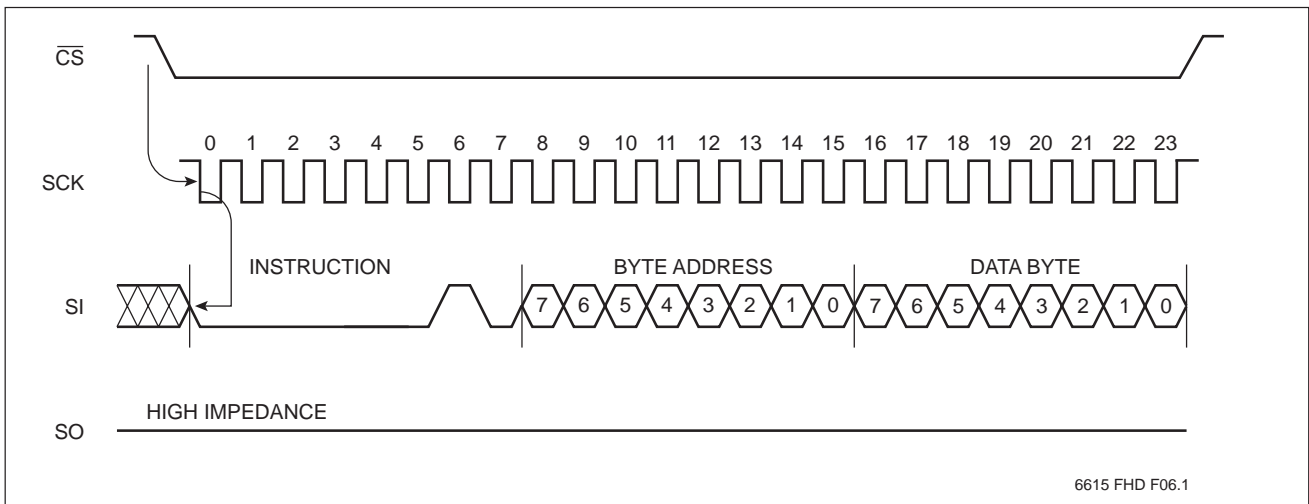 CS
0 1 2 3 4 5 6 7 8 9 10 11 12 13 14 15 16 17 18 19 20 21 22 23
SCK
INSTRUCTION BYTE ADDRESS DATA BYTE
SI 7 6 5 4 3 2 1 0 7 6 5 4 3 2 1 0
HIGH IMPEDANCE
SO
6615 FHD F06.1